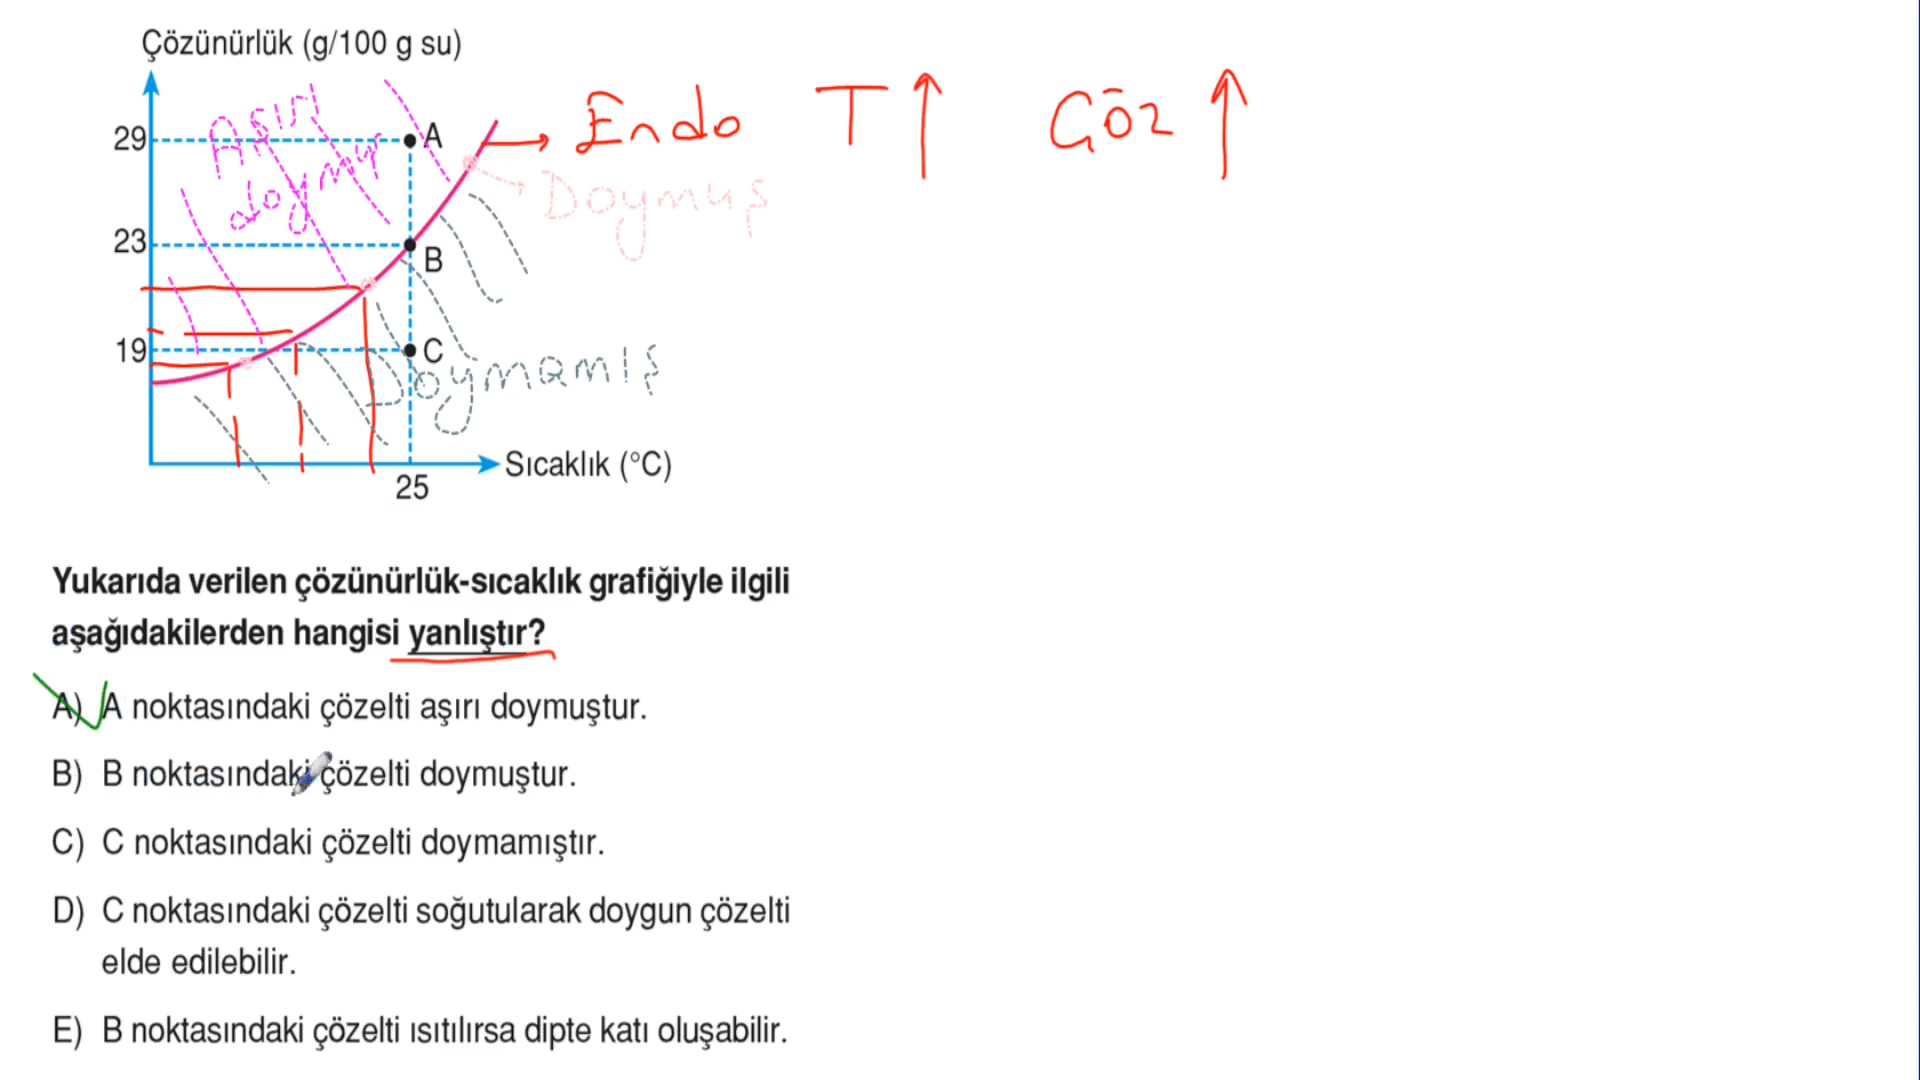 Çözünürlük (g/100 g su)
29
A
Aşırı
doymuş
Endo T↑ Çöz ↑
Doymuş
23
B
19
C
Doymamış
Sıcaklık (°C)
25
Yukarıda verilen çözünürlük-sıcaklık grafiğiyle ilgili
aşağıdakilerden hangisi yanlıştır?
A) A noktasındaki çözelti aşırı doymuştur.
B) B noktasındaki çözelti doymuştur.
C) C noktasındaki çözelti doymamıştır.
D) C noktasındaki çözelti soğutularak doygun çözelti
elde edilebilir.
E) B noktasındaki çözelti ısıtılırsa dipte katı oluşabilir.